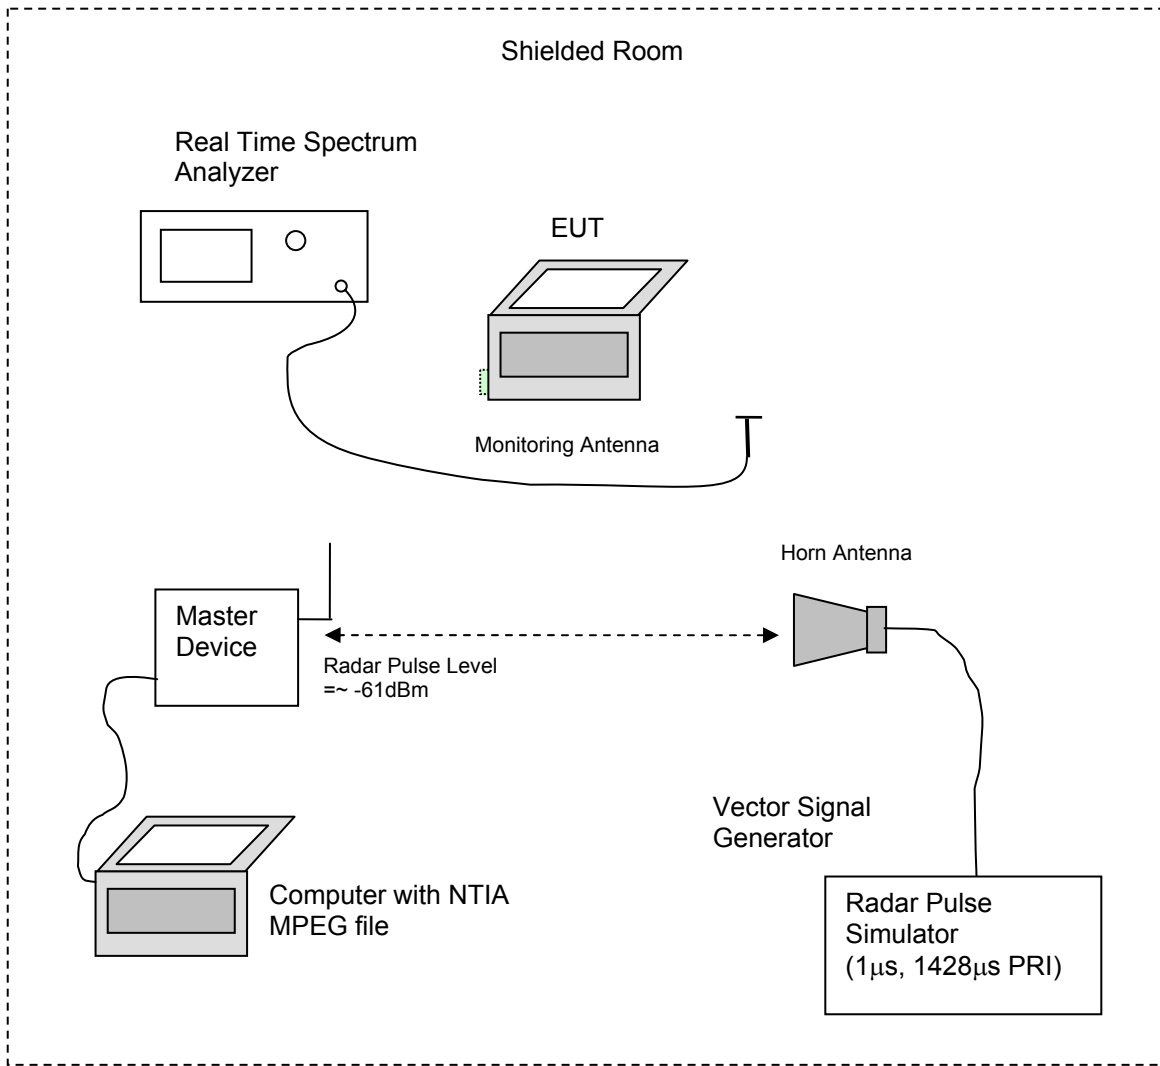 Shielded Room
Real Time Spectrum
Analyzer
EUT
Monitoring Antenna
Horn Antenna
Master
Device
Radar Pulse Level
=~ -61dBm
Vector Signal
Generator
Computer with NTIA
MPEG file
Radar Pulse
Simulator
(1μs, 1428μs PRI)